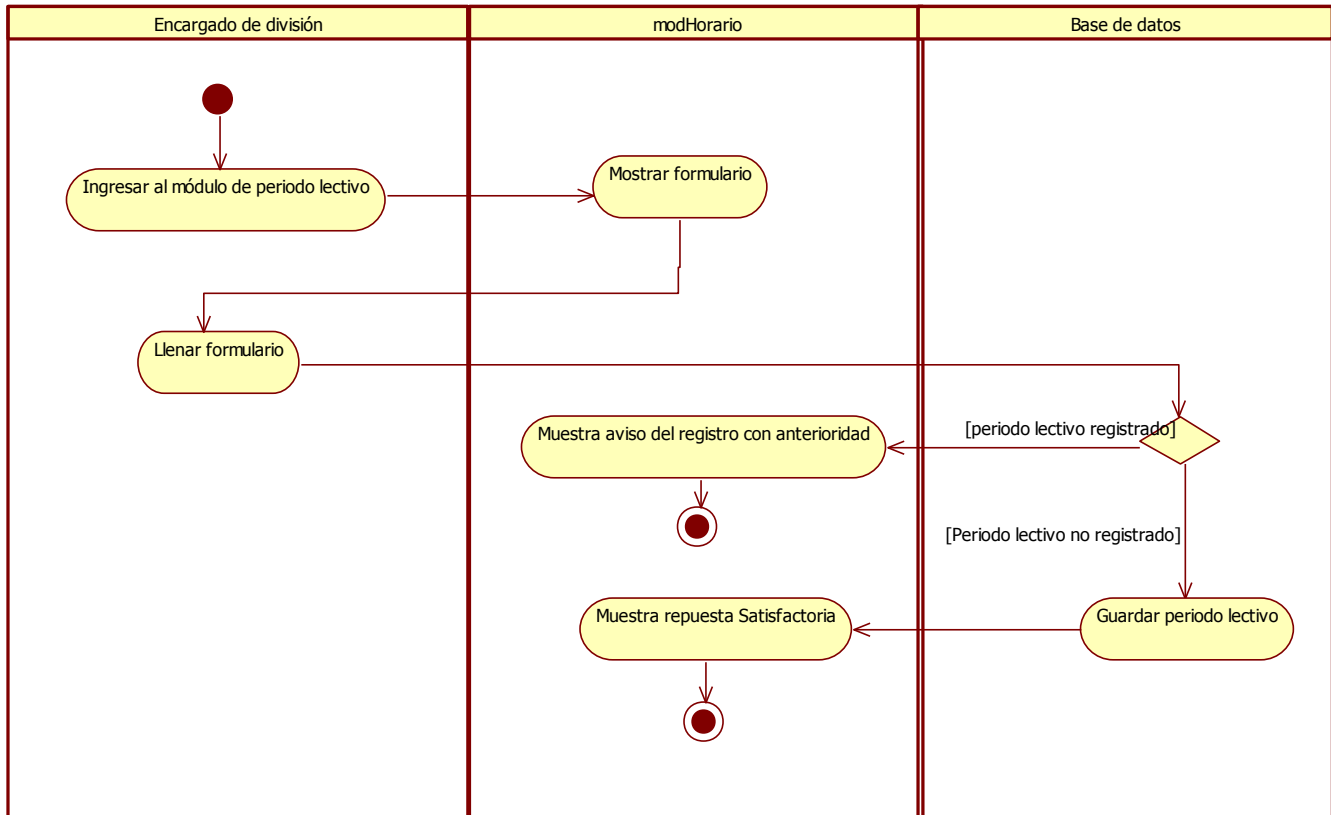 Encargado de división
modHorario
Base de datos
Ingresar al módulo de periodo lectivo
Mostrar formulario
Llenar formulario
Muestra aviso del registro con anterioridad
[periodo lectivo registrado]
[Periodo lectivo no registrado]
Muestra repuesta Satisfactoria
Guardar periodo lectivo